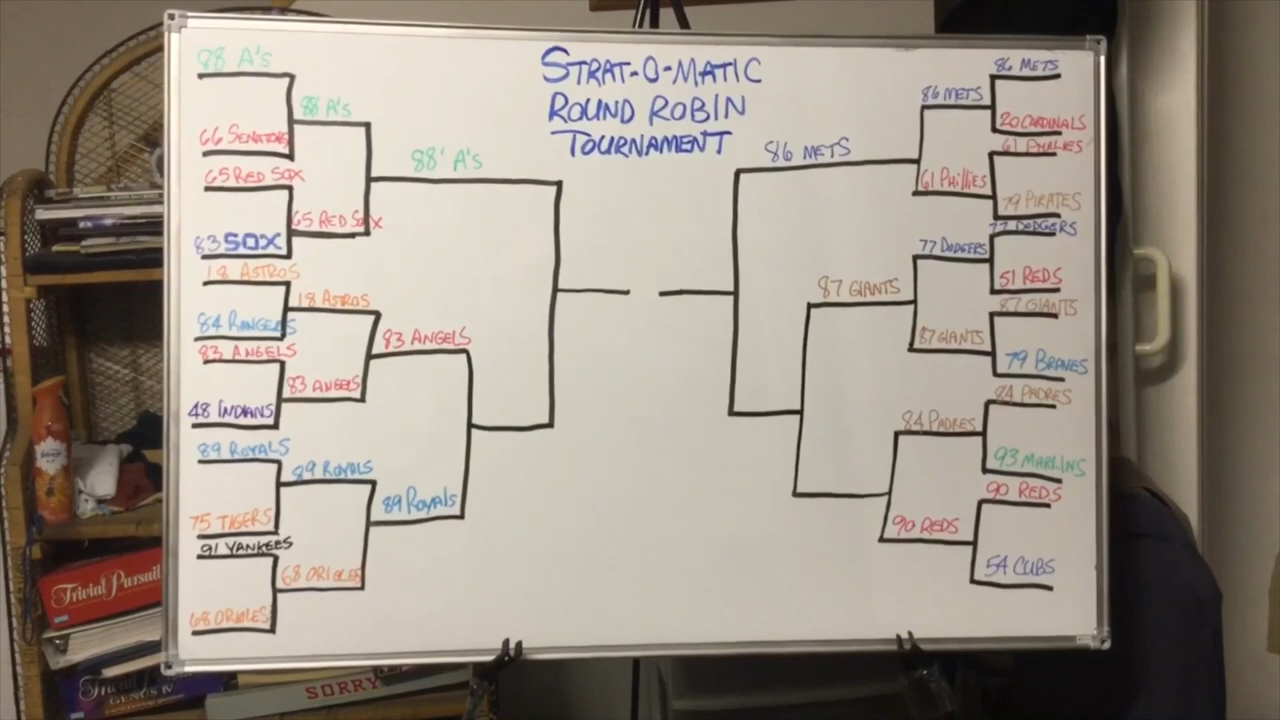 STRAT-O-MATIC
ROUND ROBIN
TOURNAMENT
88 A's
66 SENATORS
65 RED SOX
83 SOX
18 ASTROS
84 RANGERS
83 ANGELS
48 INDIANS
89 ROYALS
75 TIGERS
91 YANKEES
68 ORIOLES
88 A's
65 RED SOX
18 ASTROS
83 ANGELS
89 ROYALS
68 ORIOLES
88' A's
83 ANGELS
89 ROYALS
86 METS
87 GIANTS
86 METS
61 PHILLIES
77 DODGERS
87 GIANTS
84 PADRES
90 REDS
86 METS
20 CARDINALS
61 PHILLIES
79 PIRATES
77 DODGERS
51 REDS
87 GIANTS
79 BRAVES
84 PADRES
93 MARLINS
90 REDS
54 CUBS
Trivial Pursuit
GENUS IV
SORRY